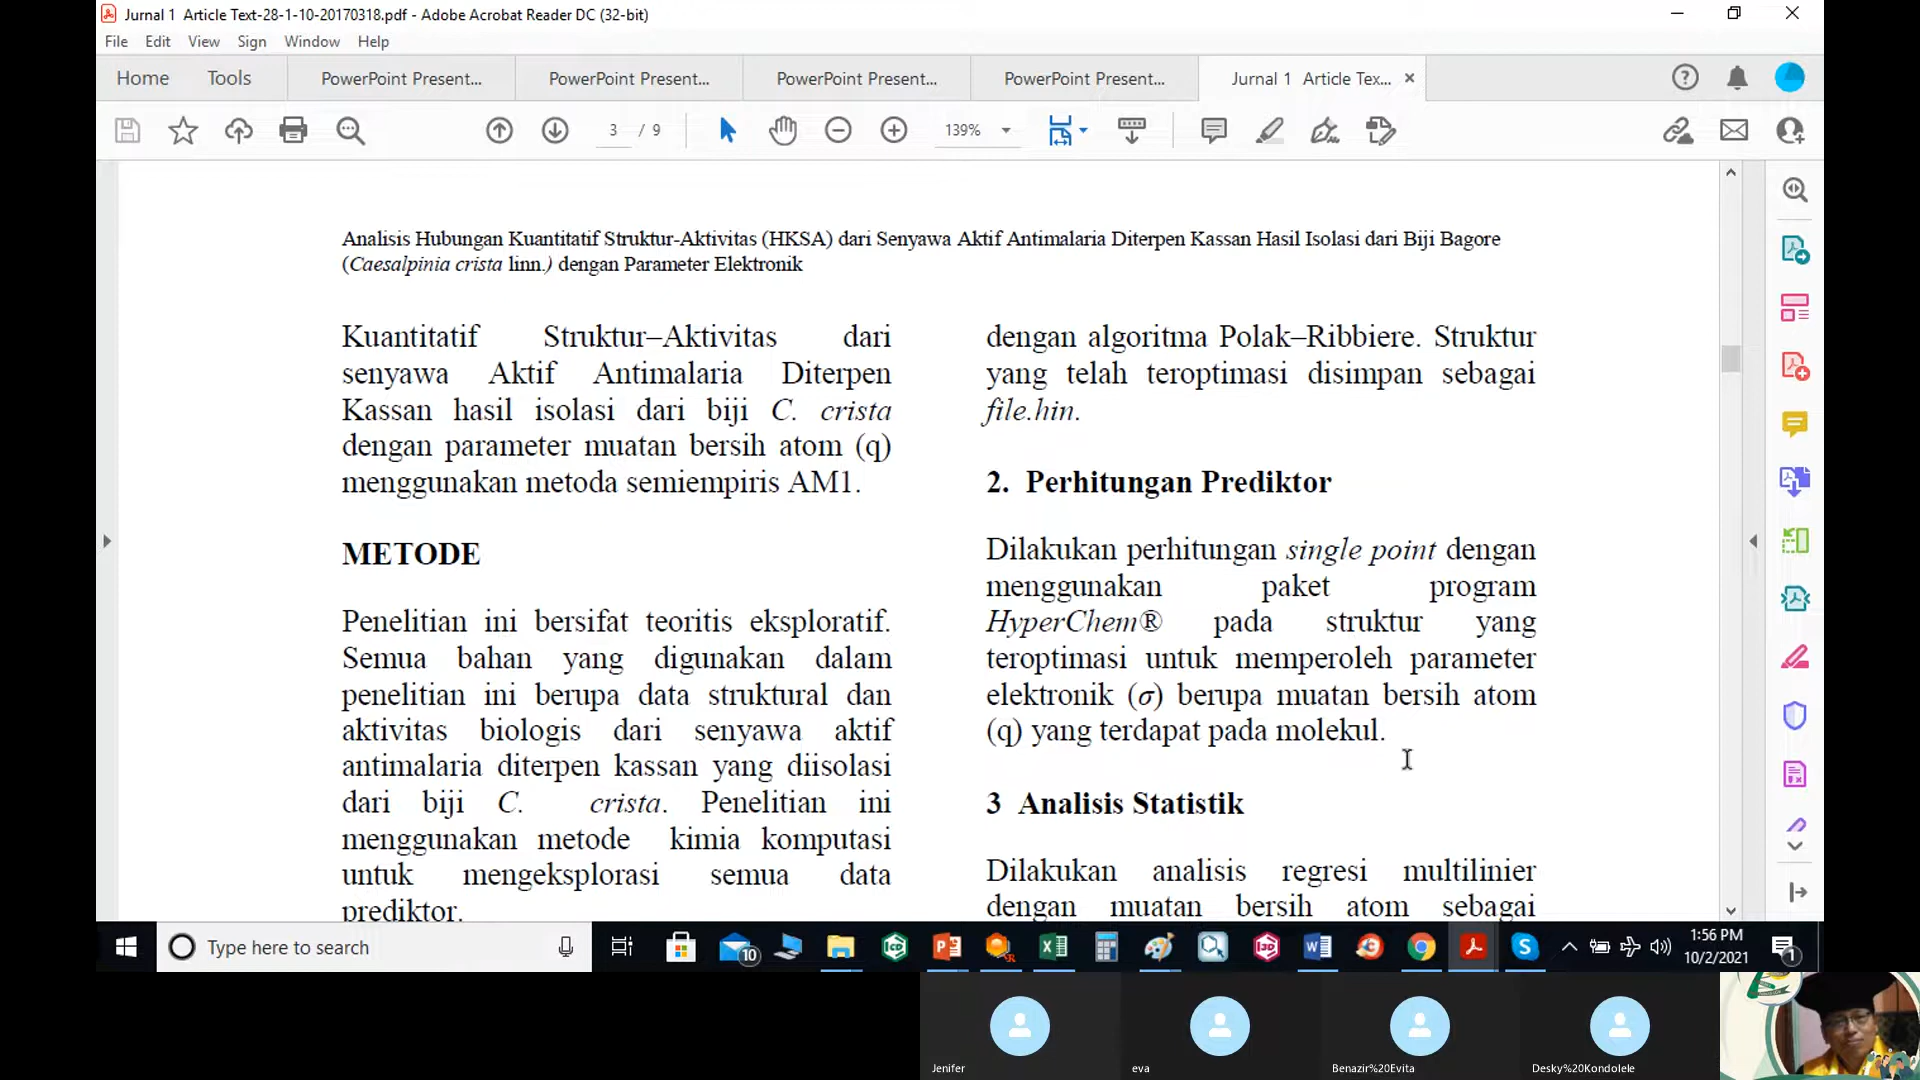 Jurnal 1 Article Text-28-1-10-20170318.pdf - Adobe Acrobat Reader DC (32-bit)
File Edit View Sign Window Help
Home Tools PowerPoint Present... PowerPoint Present... PowerPoint Present... PowerPoint Present... Jurnal 1 Article Tex...
3 / 9 139%
Analisis Hubungan Kuantitatif Struktur-Aktivitas (HKSA) dari Senyawa Aktif Antimalaria Diterpen Kassan Hasil Isolasi dari Biji Bagore
(Caesalpinia crista linn.) dengan Parameter Elektronik
Kuantitatif Struktur–Aktivitas dari
senyawa Aktif Antimalaria Diterpen
Kassan hasil isolasi dari biji C. crista
dengan parameter muatan bersih atom (q)
menggunakan metoda semiempiris AM1.
METODE
Penelitian ini bersifat teoritis eksploratif.
Semua bahan yang digunakan dalam
penelitian ini berupa data struktural dan
aktivitas biologis dari senyawa aktif
antimalaria diterpen kassan yang diisolasi
dari biji C. crista. Penelitian ini
menggunakan metode kimia komputasi
untuk mengeksplorasi semua data
prediktor.
dengan algoritma Polak–Ribbiere. Struktur
yang telah teroptimasi disimpan sebagai
file.hin.
2. Perhitungan Prediktor
Dilakukan perhitungan single point dengan
menggunakan paket program
HyperChem® pada struktur yang
teroptimasi untuk memperoleh parameter
elektronik (σ) berupa muatan bersih atom
(q) yang terdapat pada molekul.
3 Analisis Statistik
Dilakukan analisis regresi multilinier
dengan muatan bersih atom sebagai
Type here to search
10
1:56 PM
10/2/2021
1
Jenifer
eva
Benazir%20Evita
Desky%20Kondolele